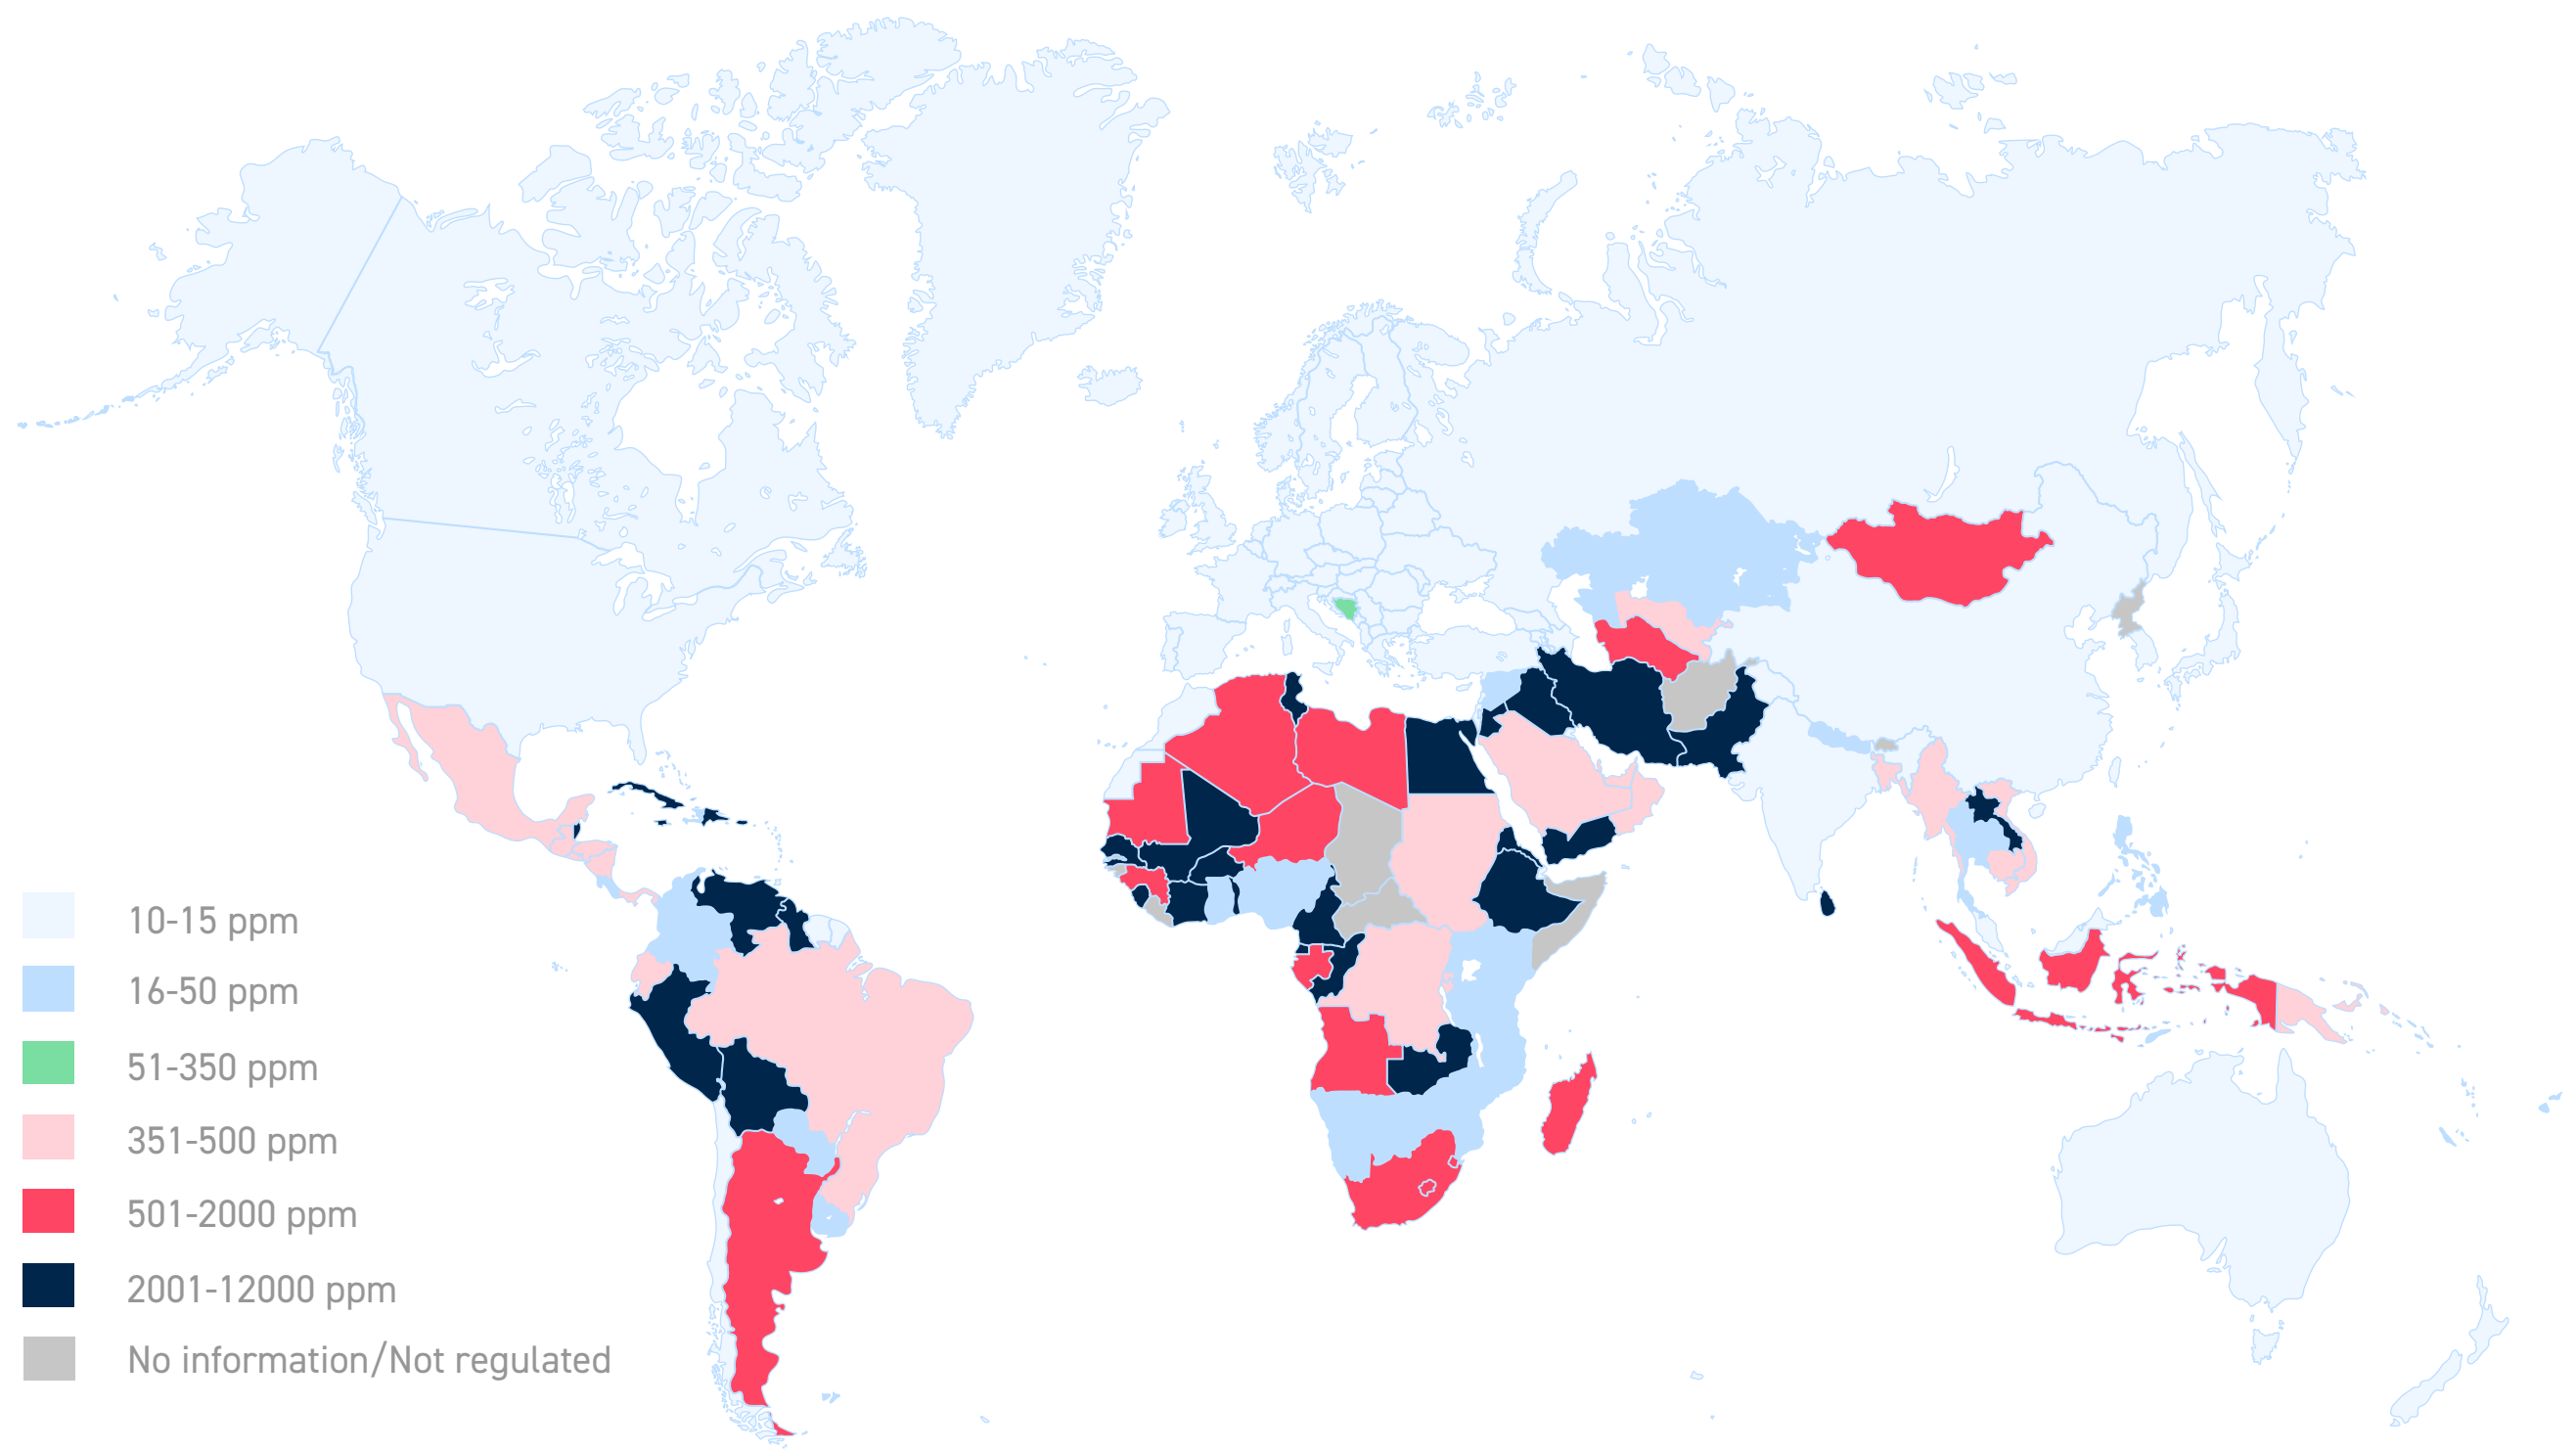 10-15 ppm
16-50 ppm
51-350 ppm
351-500 ppm
501-2000 ppm
2001-12000 ppm
No information/Not regulated